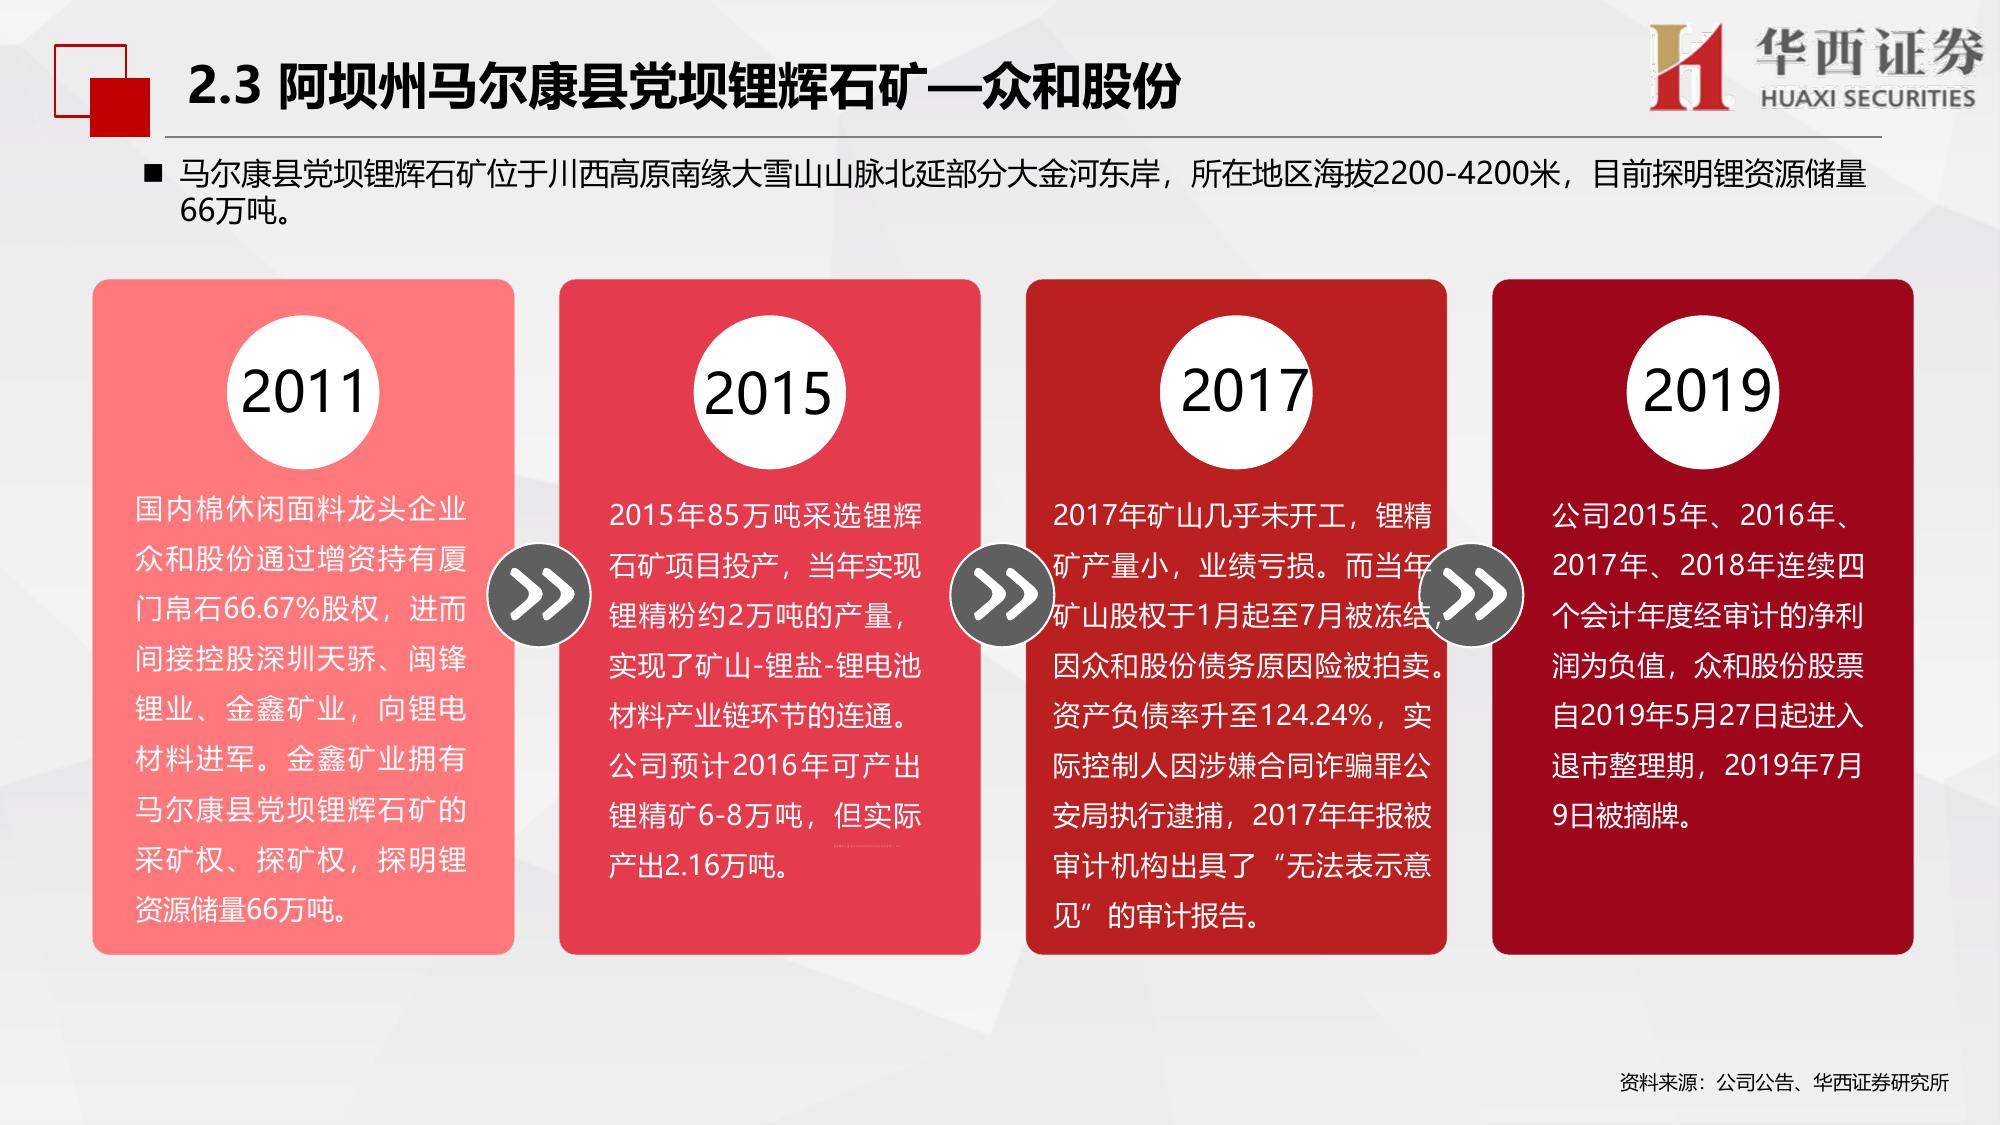 2.3 阿坝州马尔康县党坝锂辉石矿—众和股份
华西证券
HUAXI SECURITIES
■ 马尔康县党坝锂辉石矿位于川西高原南缘大雪山山脉北延部分大金河东岸，所在地区海拔2200-4200米，目前探明锂资源储量
66万吨。
2011
国内棉休闲面料龙头企业
众和股份通过增资持有厦
门帛石66.67%股权，进而
间接控股深圳天骄、闽锋
锂业、金鑫矿业，向锂电
材料进军。金鑫矿业拥有
马尔康县党坝锂辉石矿的
采矿权、探矿权，探明锂
资源储量66万吨。
2015
2015年85万吨采选锂辉
石矿项目投产，当年实现
锂精粉约2万吨的产量，
实现了矿山-锂盐-锂电池
材料产业链环节的连通。
公司预计2016年可产出
锂精矿6-8万吨，但实际
产出2.16万吨。
2017
2017年矿山几乎未开工，锂精
矿产量小，业绩亏损。而当年
矿山股权于1月起至7月被冻结，
因众和股份债务原因险被拍卖。
资产负债率升至124.24%，实
际控制人因涉嫌合同诈骗罪公
安局执行逮捕，2017年年报被
审计机构出具了“无法表示意
见”的审计报告。
2019
公司2015年、2016年、
2017年、2018年连续四
个会计年度经审计的净利
润为负值，众和股份股票
自2019年5月27日起进入
退市整理期，2019年7月
9日被摘牌。
资料来源：公司公告、华西证券研究所